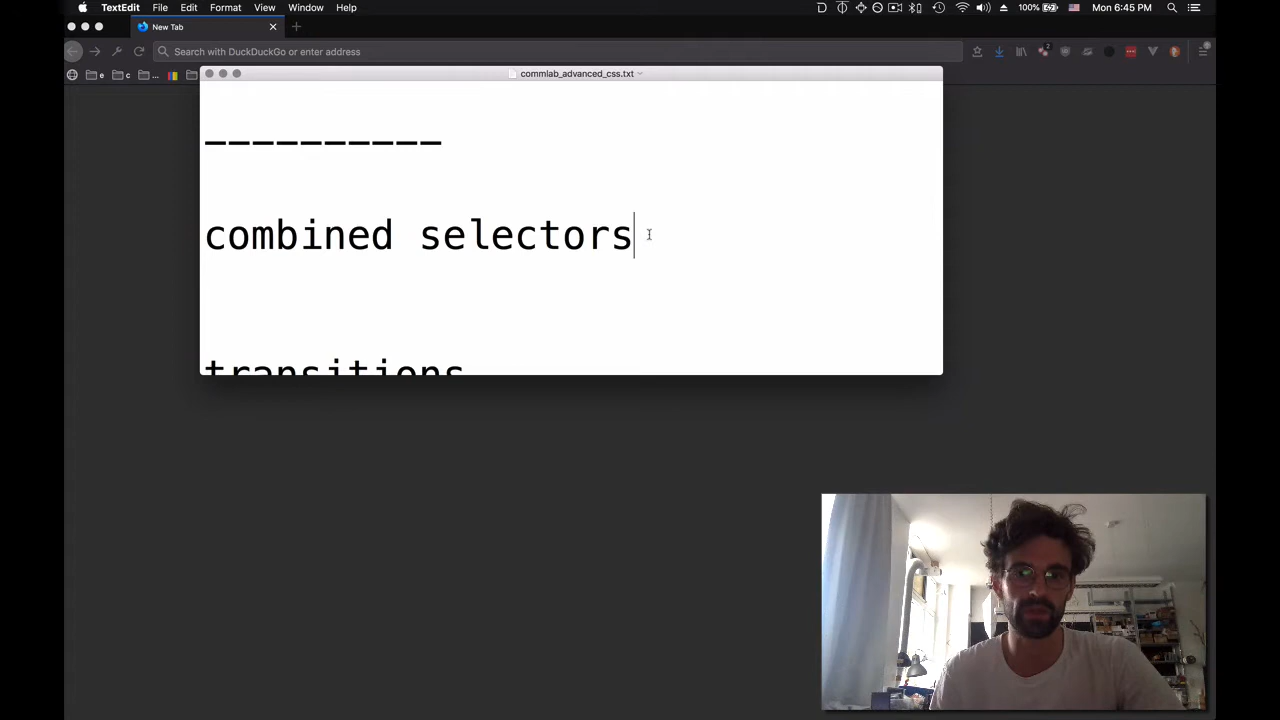 TextEdit File Edit Format View Window Help 100% Mon 6:45 PM
New Tab
Search with DuckDuckGo or enter address
e c ...
commlab_advanced_css.txt
----------
combined selectors
transitions